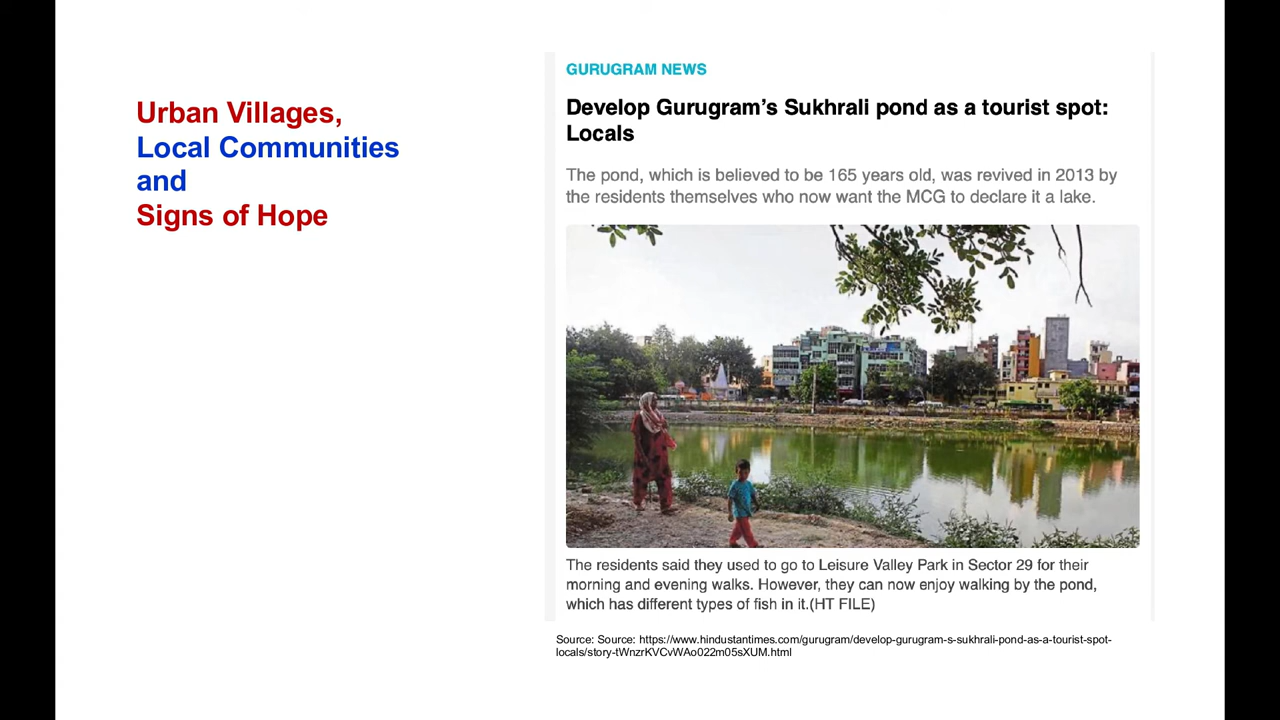 Urban Villages,
Local Communities
and
Signs of Hope
GURUGRAM NEWS
Develop Gurugram's Sukhrali pond as a tourist spot:
Locals
The pond, which is believed to be 165 years old, was revived in 2013 by
the residents themselves who now want the MCG to declare it a lake.
The residents said they used to go to Leisure Valley Park in Sector 29 for their
morning and evening walks. However, they can now enjoy walking by the pond,
which has different types of fish in it.(HT FILE)
Source: Source: https://www.hindustantimes.com/gurugram/develop-gurugram-s-sukhrali-pond-as-a-tourist-spot-
locals/story-tWnzrKVCvWAo022m05sXUM.html